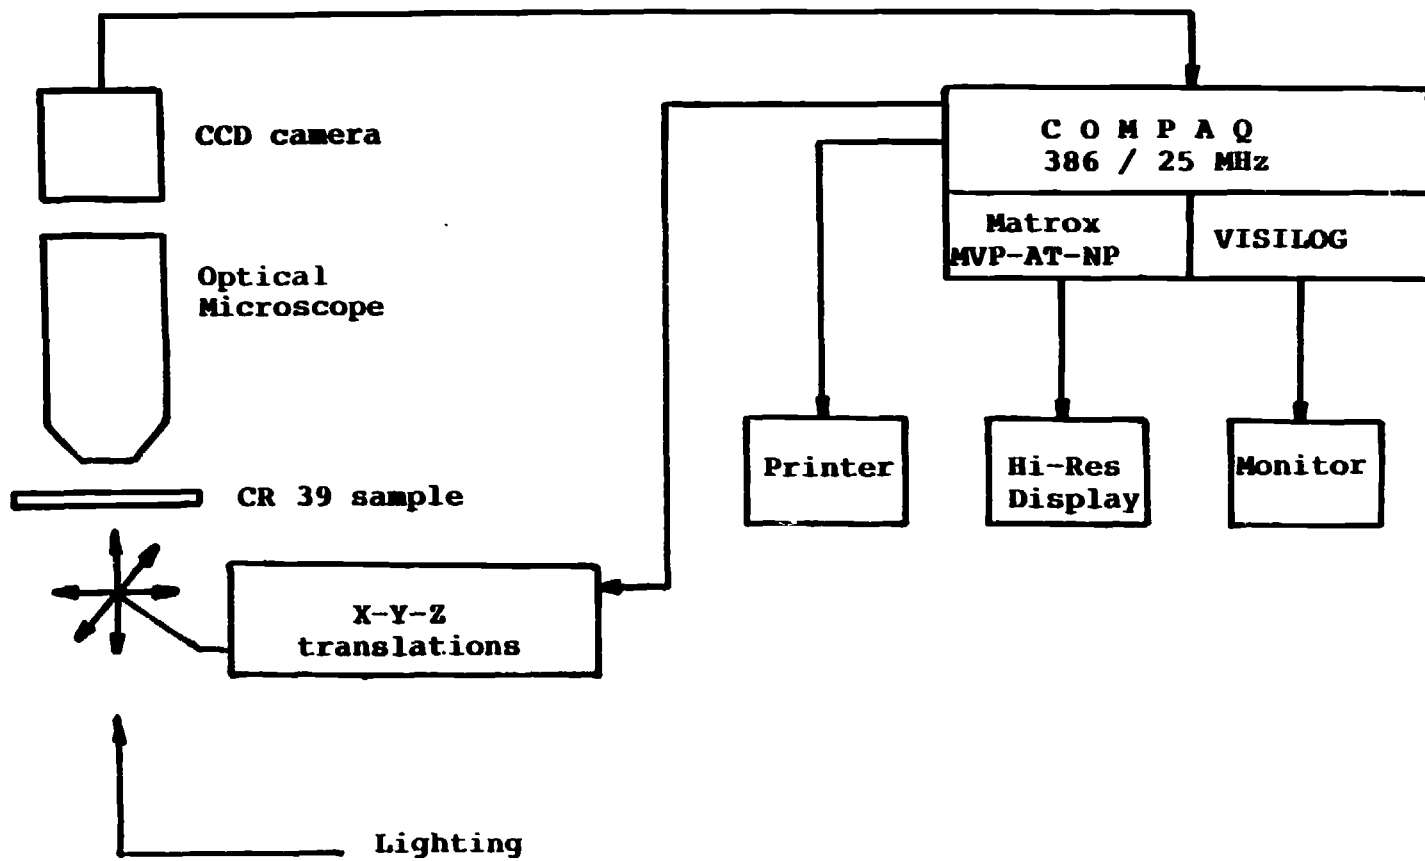 CCD camera
C O M P A Q
386 / 25 MHz
Matrox
MVP-AT-NP
VISILOG
Optical
Microscope
Printer
Hi-Res
Display
Monitor
CR 39 sample
X-Y-Z
translations
Lighting